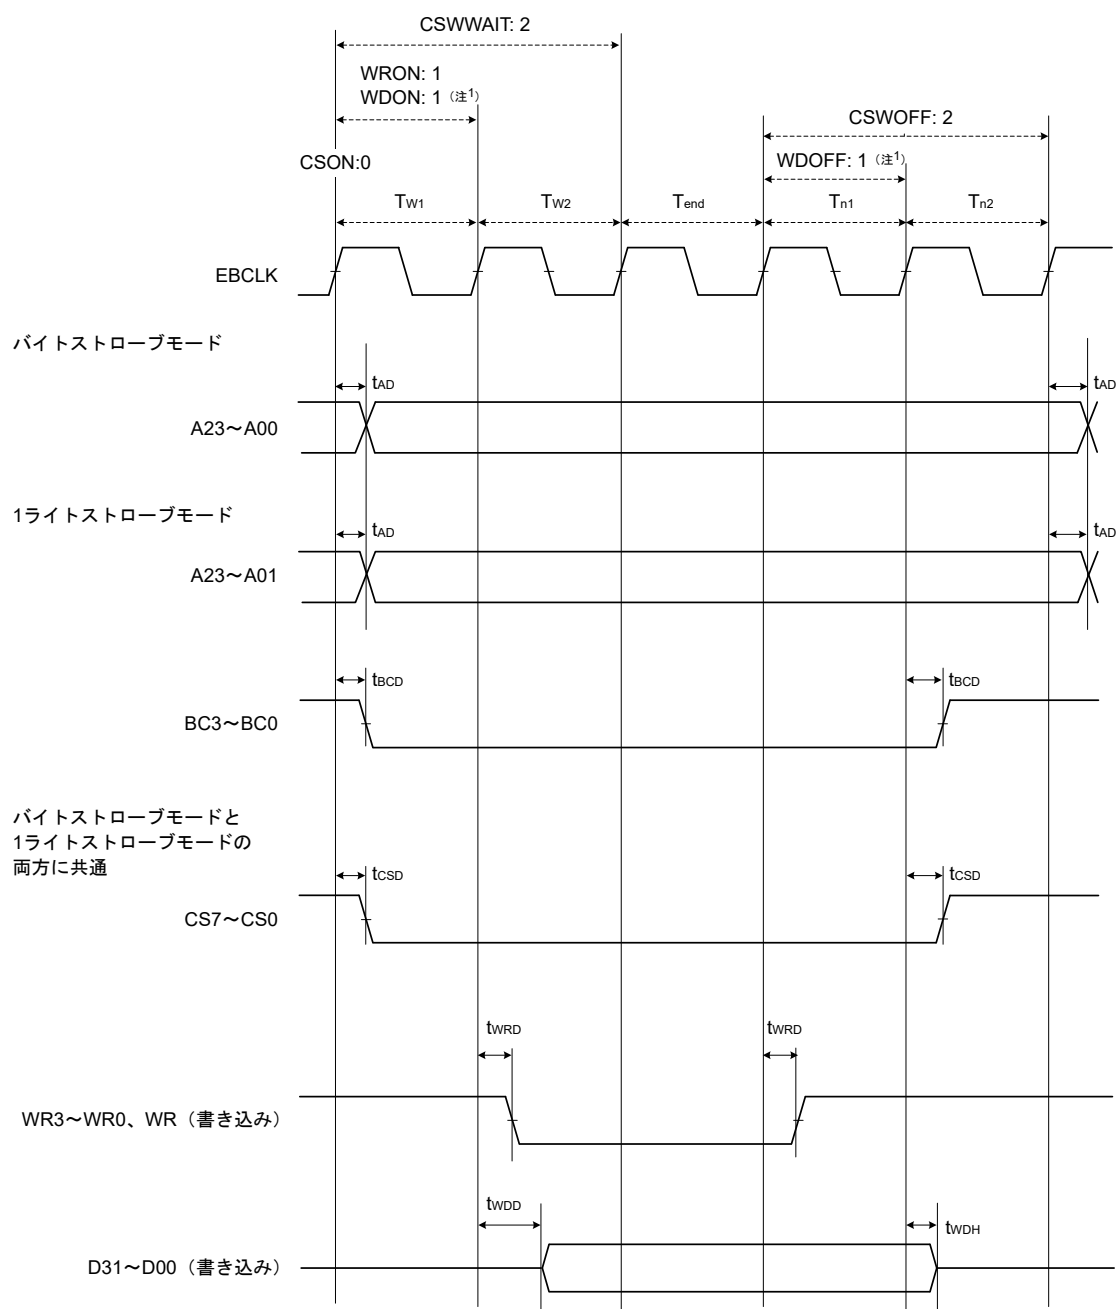 CSWWAIT: 2
WRON: 1
WDON: 1（注1）
CSWOFF: 2
WDOFF: 1（注1）
CSON:0
TW1
TW2
Tend
Tn1
Tn2
EBCLK
バイトストローブモード
tAD
tAD
A23～A00
1ライトストローブモード
tAD
tAD
A23～A01
tBCD
tBCD
BC3～BC0
バイトストローブモードと
1ライトストローブモードの
両方に共通
tCSD
tCSD
CS7～CS0
tWRD
tWRD
WR3～WR0、WR（書き込み）
tWDD
tWDH
D31～D00（書き込み）